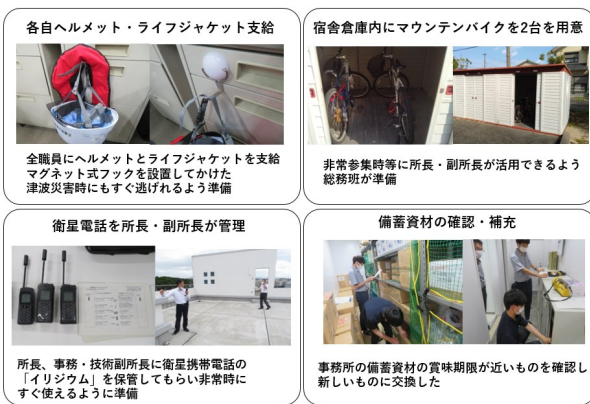 各自ヘルメット・ライフジャケット支給
全職員にヘルメットとライフジャケットを支給
マグネット式フックを設置してかけた
津波災害時にもすぐ逃げれるよう準備
宿舎倉庫内にマウンテンバイクを2台を用意
非常参集時等に所長・副所長が活用できるよう
総務班が準備
衛星電話を所長・副所長が管理
所長、事務・技術副所長に衛星携帯電話の
「イリジウム」を保管してもらい非常時に
すぐ使えるように準備
備蓄資材の確認・補充
事務所の備蓄資材の賞味期限が近いものを確認し
新しいものに交換した